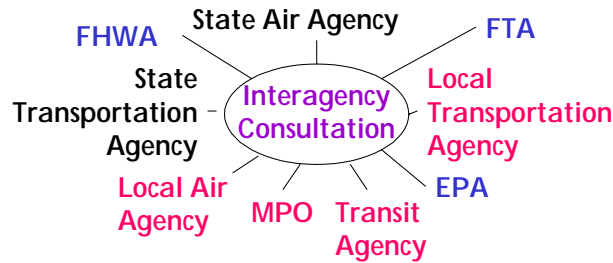 State Air Agency
FHWA
FTA
State
Transportation
Agency
Interagency
Consultation
Local
Transportation
Agency
Local Air
Agency
MPO
Transit
Agency
EPA